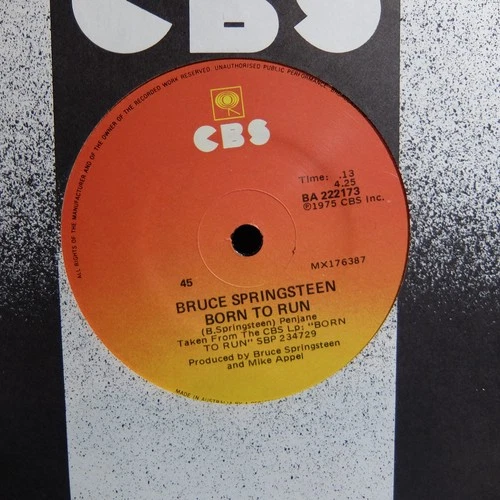 CBS
ALL RIGHTS OF THE MANUFACTURER AND OF THE OWNER OF THE RECORDED WORK RESERVED. UNAUTHORISED PUBLIC PERFORMANCE,
CBS
Time: .13
4.25
BA 222173
℗1975 CBS Inc.
MX176387
45
BRUCE SPRINGSTEEN
BORN TO RUN
(B.Springsteen) Penjane
Taken From The CBS Lp: "BORN
TO RUN" SBP 234729
Produced by Bruce Springsteen
and Mike Appel
MADE IN AUSTRALIA